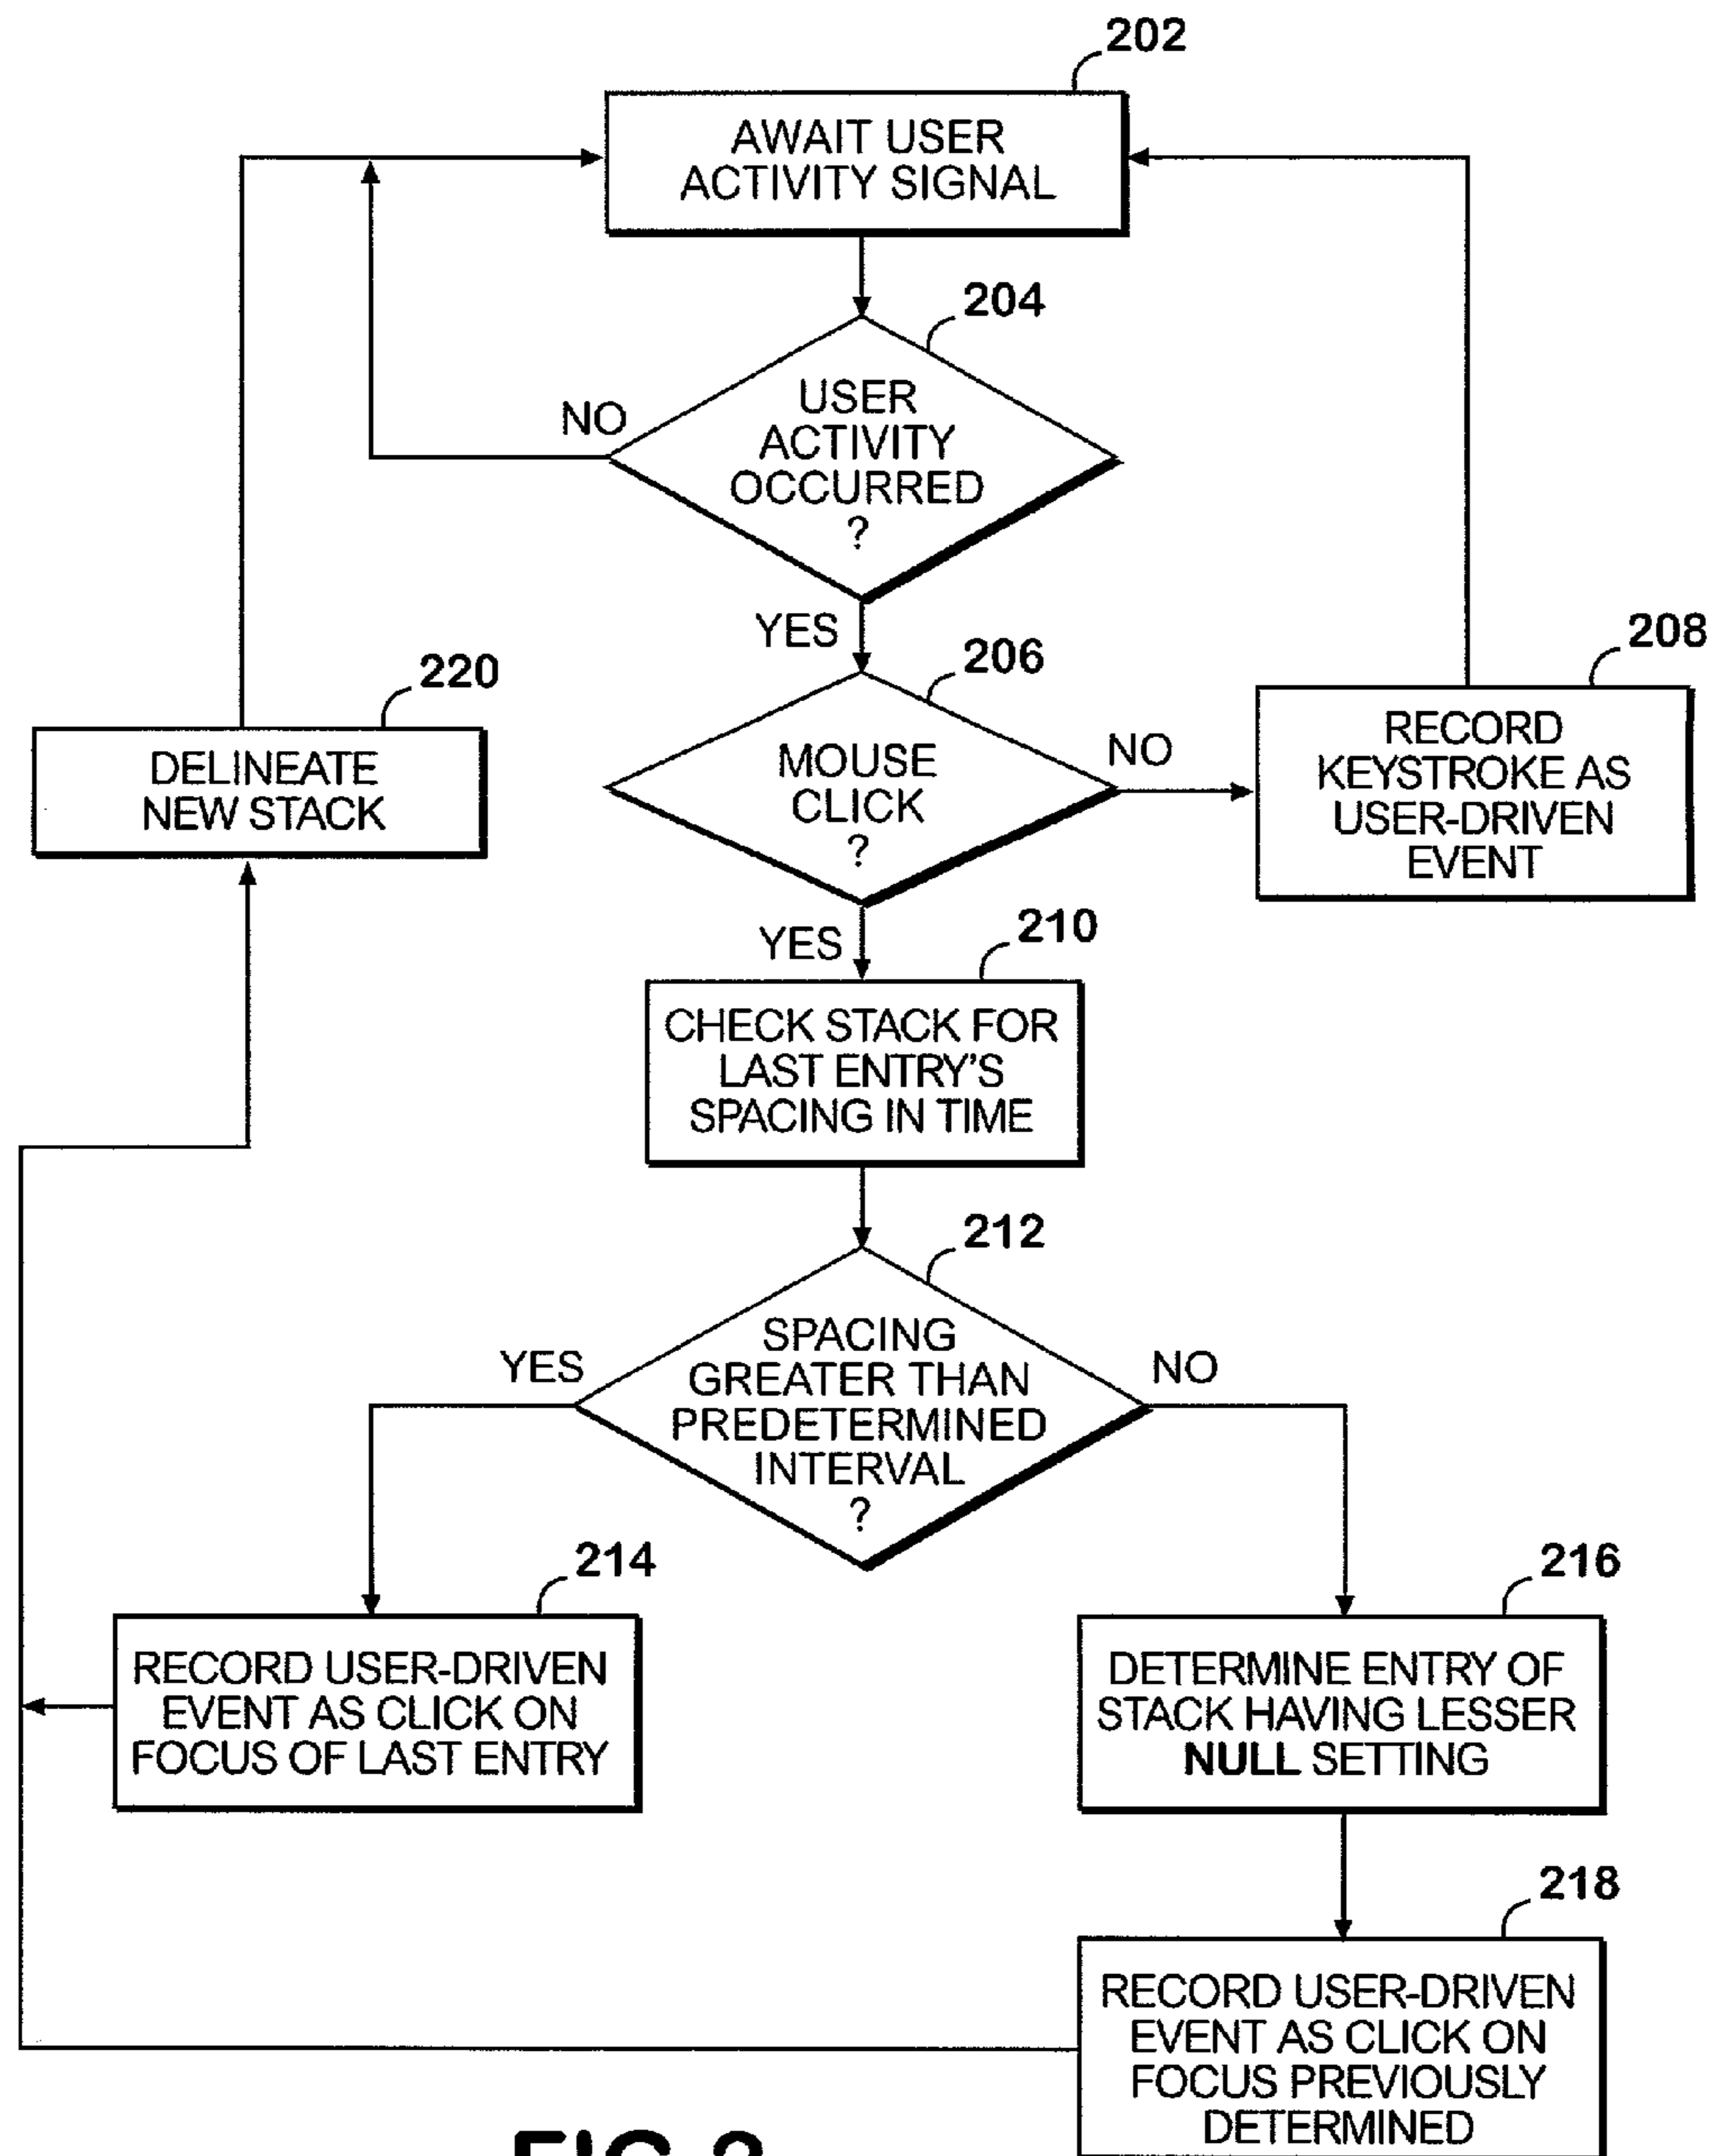 202
AWAIT USER
ACTIVITY SIGNAL
204
USER
ACTIVITY
OCCURRED
?
NO
YES
206
MOUSE
CLICK
?
NO
208
RECORD
KEYSTROKE AS
USER-DRIVEN
EVENT
220
DELINEATE
NEW STACK
YES
210
CHECK STACK FOR
LAST ENTRY'S
SPACING IN TIME
212
SPACING
GREATER THAN
PREDETERMINED
INTERVAL
?
YES
NO
214
RECORD USER-DRIVEN
EVENT AS CLICK ON
FOCUS OF LAST ENTRY
216
DETERMINE ENTRY OF
STACK HAVING LESSER
NULL SETTING
218
RECORD USER-DRIVEN
EVENT AS CLICK ON
FOCUS PREVIOUSLY
DETERMINED